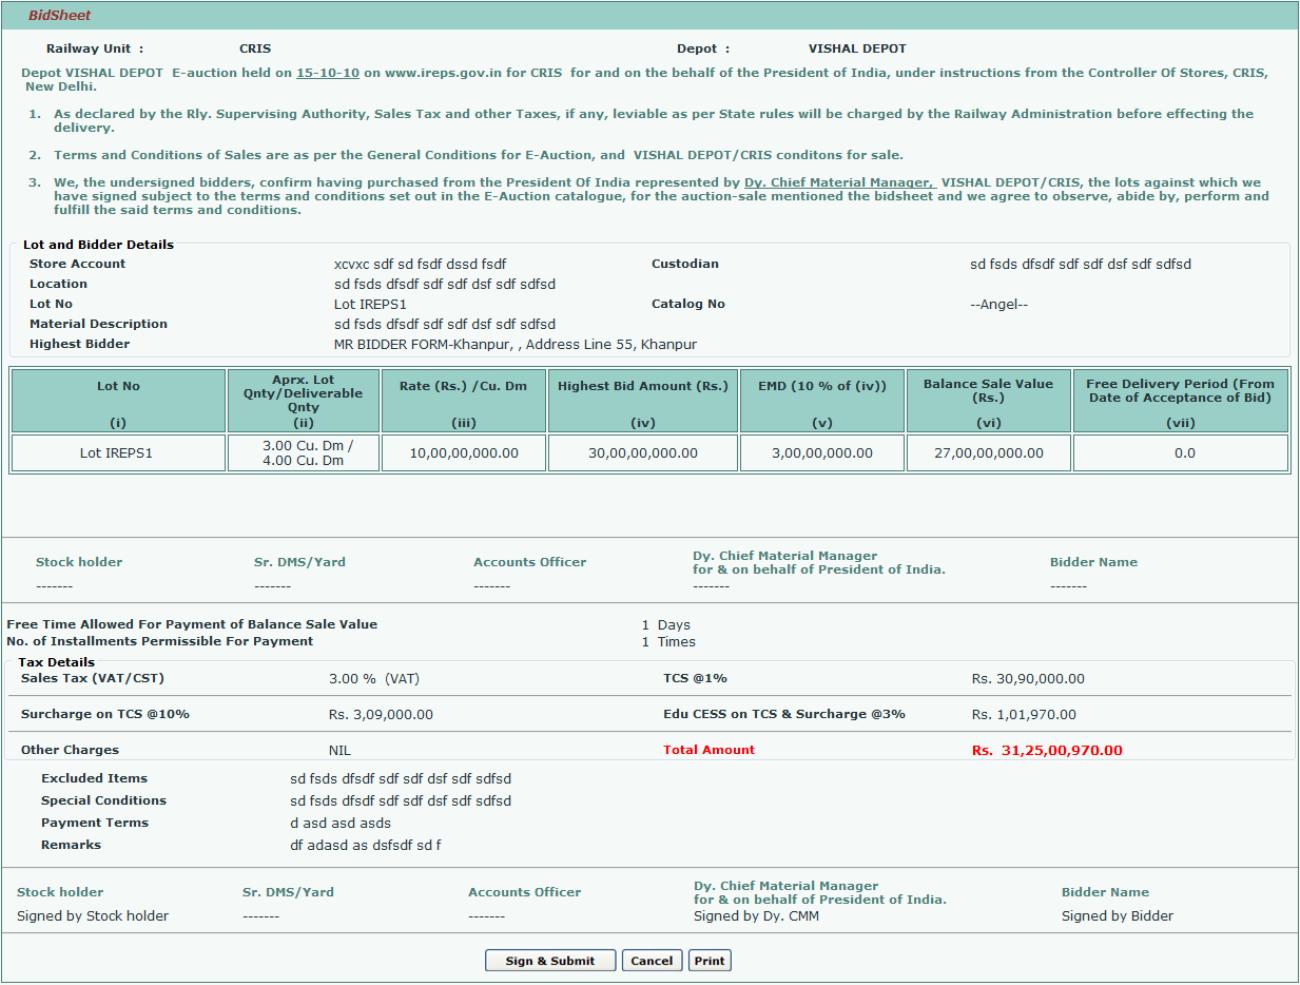 BidSheet
Railway Unit : CRIS Depot : VISHAL DEPOT
Depot VISHAL DEPOT E-auction held on 15-10-10 on www.ireps.gov.in for CRIS for and on the behalf of the President of India, under instructions from the Controller Of Stores, CRIS,
New Delhi.
1. As declared by the Rly. Supervising Authority, Sales Tax and other Taxes, if any, leviable as per State rules will be charged by the Railway Administration before effecting the
delivery.
2. Terms and Conditions of Sales are as per the General Conditions for E-Auction, and VISHAL DEPOT/CRIS conditons for sale.
3. We, the undersigned bidders, confirm having purchased from the President Of India represented by Dy. Chief Material Manager, VISHAL DEPOT/CRIS, the lots against which we
have signed subject to the terms and conditions set out in the E-Auction catalogue, for the auction-sale mentioned the bidsheet and we agree to observe, abide by, perform and
fulfill the said terms and conditions.
Lot and Bidder Details
Store Account xcvxc sdf sd fsdf dssd fsdf Custodian sd fsds dfsdf sdf sdf dsf sdf sdfsd
Location sd fsds dfsdf sdf sdf dsf sdf sdfsd
Lot No Lot IREPS1 Catalog No --Angel--
Material Description sd fsds dfsdf sdf sdf dsf sdf sdfsd
Highest Bidder MR BIDDER FORM-Khanpur, , Address Line 55, Khanpur
Lot No
(i)
Aprx. Lot
Qnty/Deliverable
Qnty
(ii)
Rate (Rs.) /Cu. Dm
(iii)
Highest Bid Amount (Rs.)
(iv)
EMD (10 % of (iv))
(v)
Balance Sale Value
(Rs.)
(vi)
Free Delivery Period (From
Date of Acceptance of Bid)
(vii)
Lot IREPS1
3.00 Cu. Dm /
4.00 Cu. Dm
10,00,00,000.00
30,00,00,000.00
3,00,00,000.00
27,00,00,000.00
0.0
Stock holder
-------
Sr. DMS/Yard
-------
Accounts Officer
-------
Dy. Chief Material Manager
for & on behalf of President of India.
-------
Bidder Name
-------
Free Time Allowed For Payment of Balance Sale Value 1 Days
No. of Installments Permissible For Payment 1 Times
Tax Details
Sales Tax (VAT/CST) 3.00 % (VAT) TCS @1% Rs. 30,90,000.00
Surcharge on TCS @10% Rs. 3,09,000.00 Edu CESS on TCS & Surcharge @3% Rs. 1,01,970.00
Other Charges NIL Total Amount Rs. 31,25,00,970.00
Excluded Items sd fsds dfsdf sdf sdf dsf sdf sdfsd
Special Conditions sd fsds dfsdf sdf sdf dsf sdf sdfsd
Payment Terms d asd asd asds
Remarks df adasd as dsfsdf sd f
Stock holder
Signed by Stock holder
Sr. DMS/Yard
-------
Accounts Officer
-------
Dy. Chief Material Manager
for & on behalf of President of India.
Signed by Dy. CMM
Bidder Name
Signed by Bidder
Sign & Submit Cancel Print